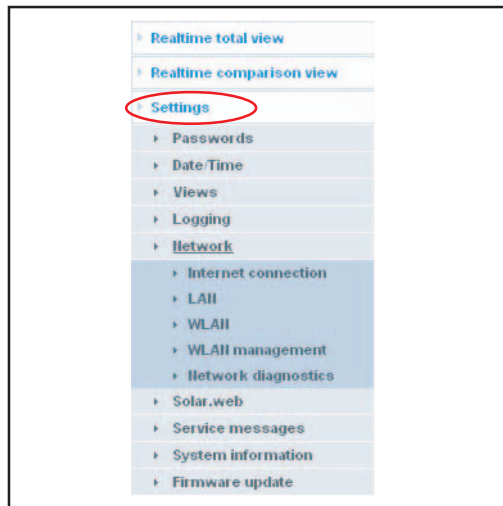 Realtime total view
Realtime comparison view
Settings
Passwords
Date/Time
Views
Logging
Network
Internet connection
LAN
WLAN
WLAN management
Network diagnostics
Solar.web
Service messages
System information
Firmware update